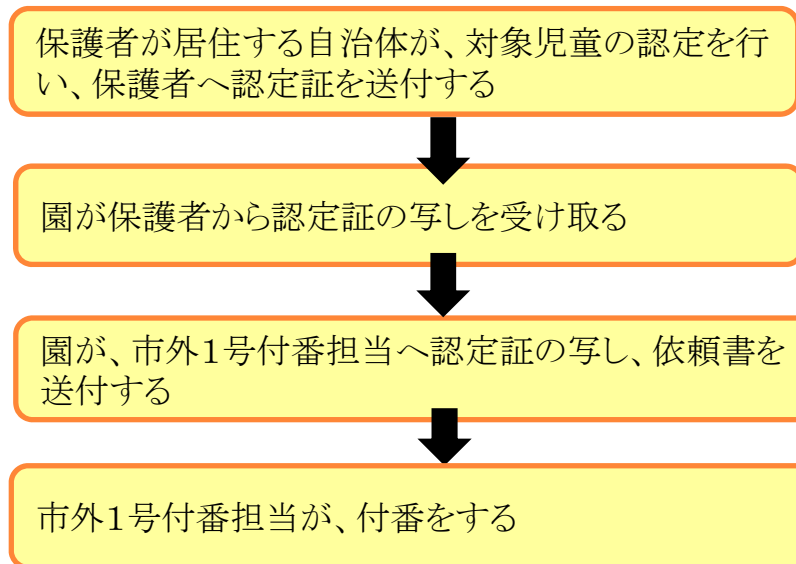 保護者が居住する自治体が、対象児童の認定を行
い、保護者へ認定証を送付する
園が保護者から認定証の写しを受け取る
園が、市外1号付番担当へ認定証の写し、依頼書を
送付する
市外1号付番担当が、付番をする